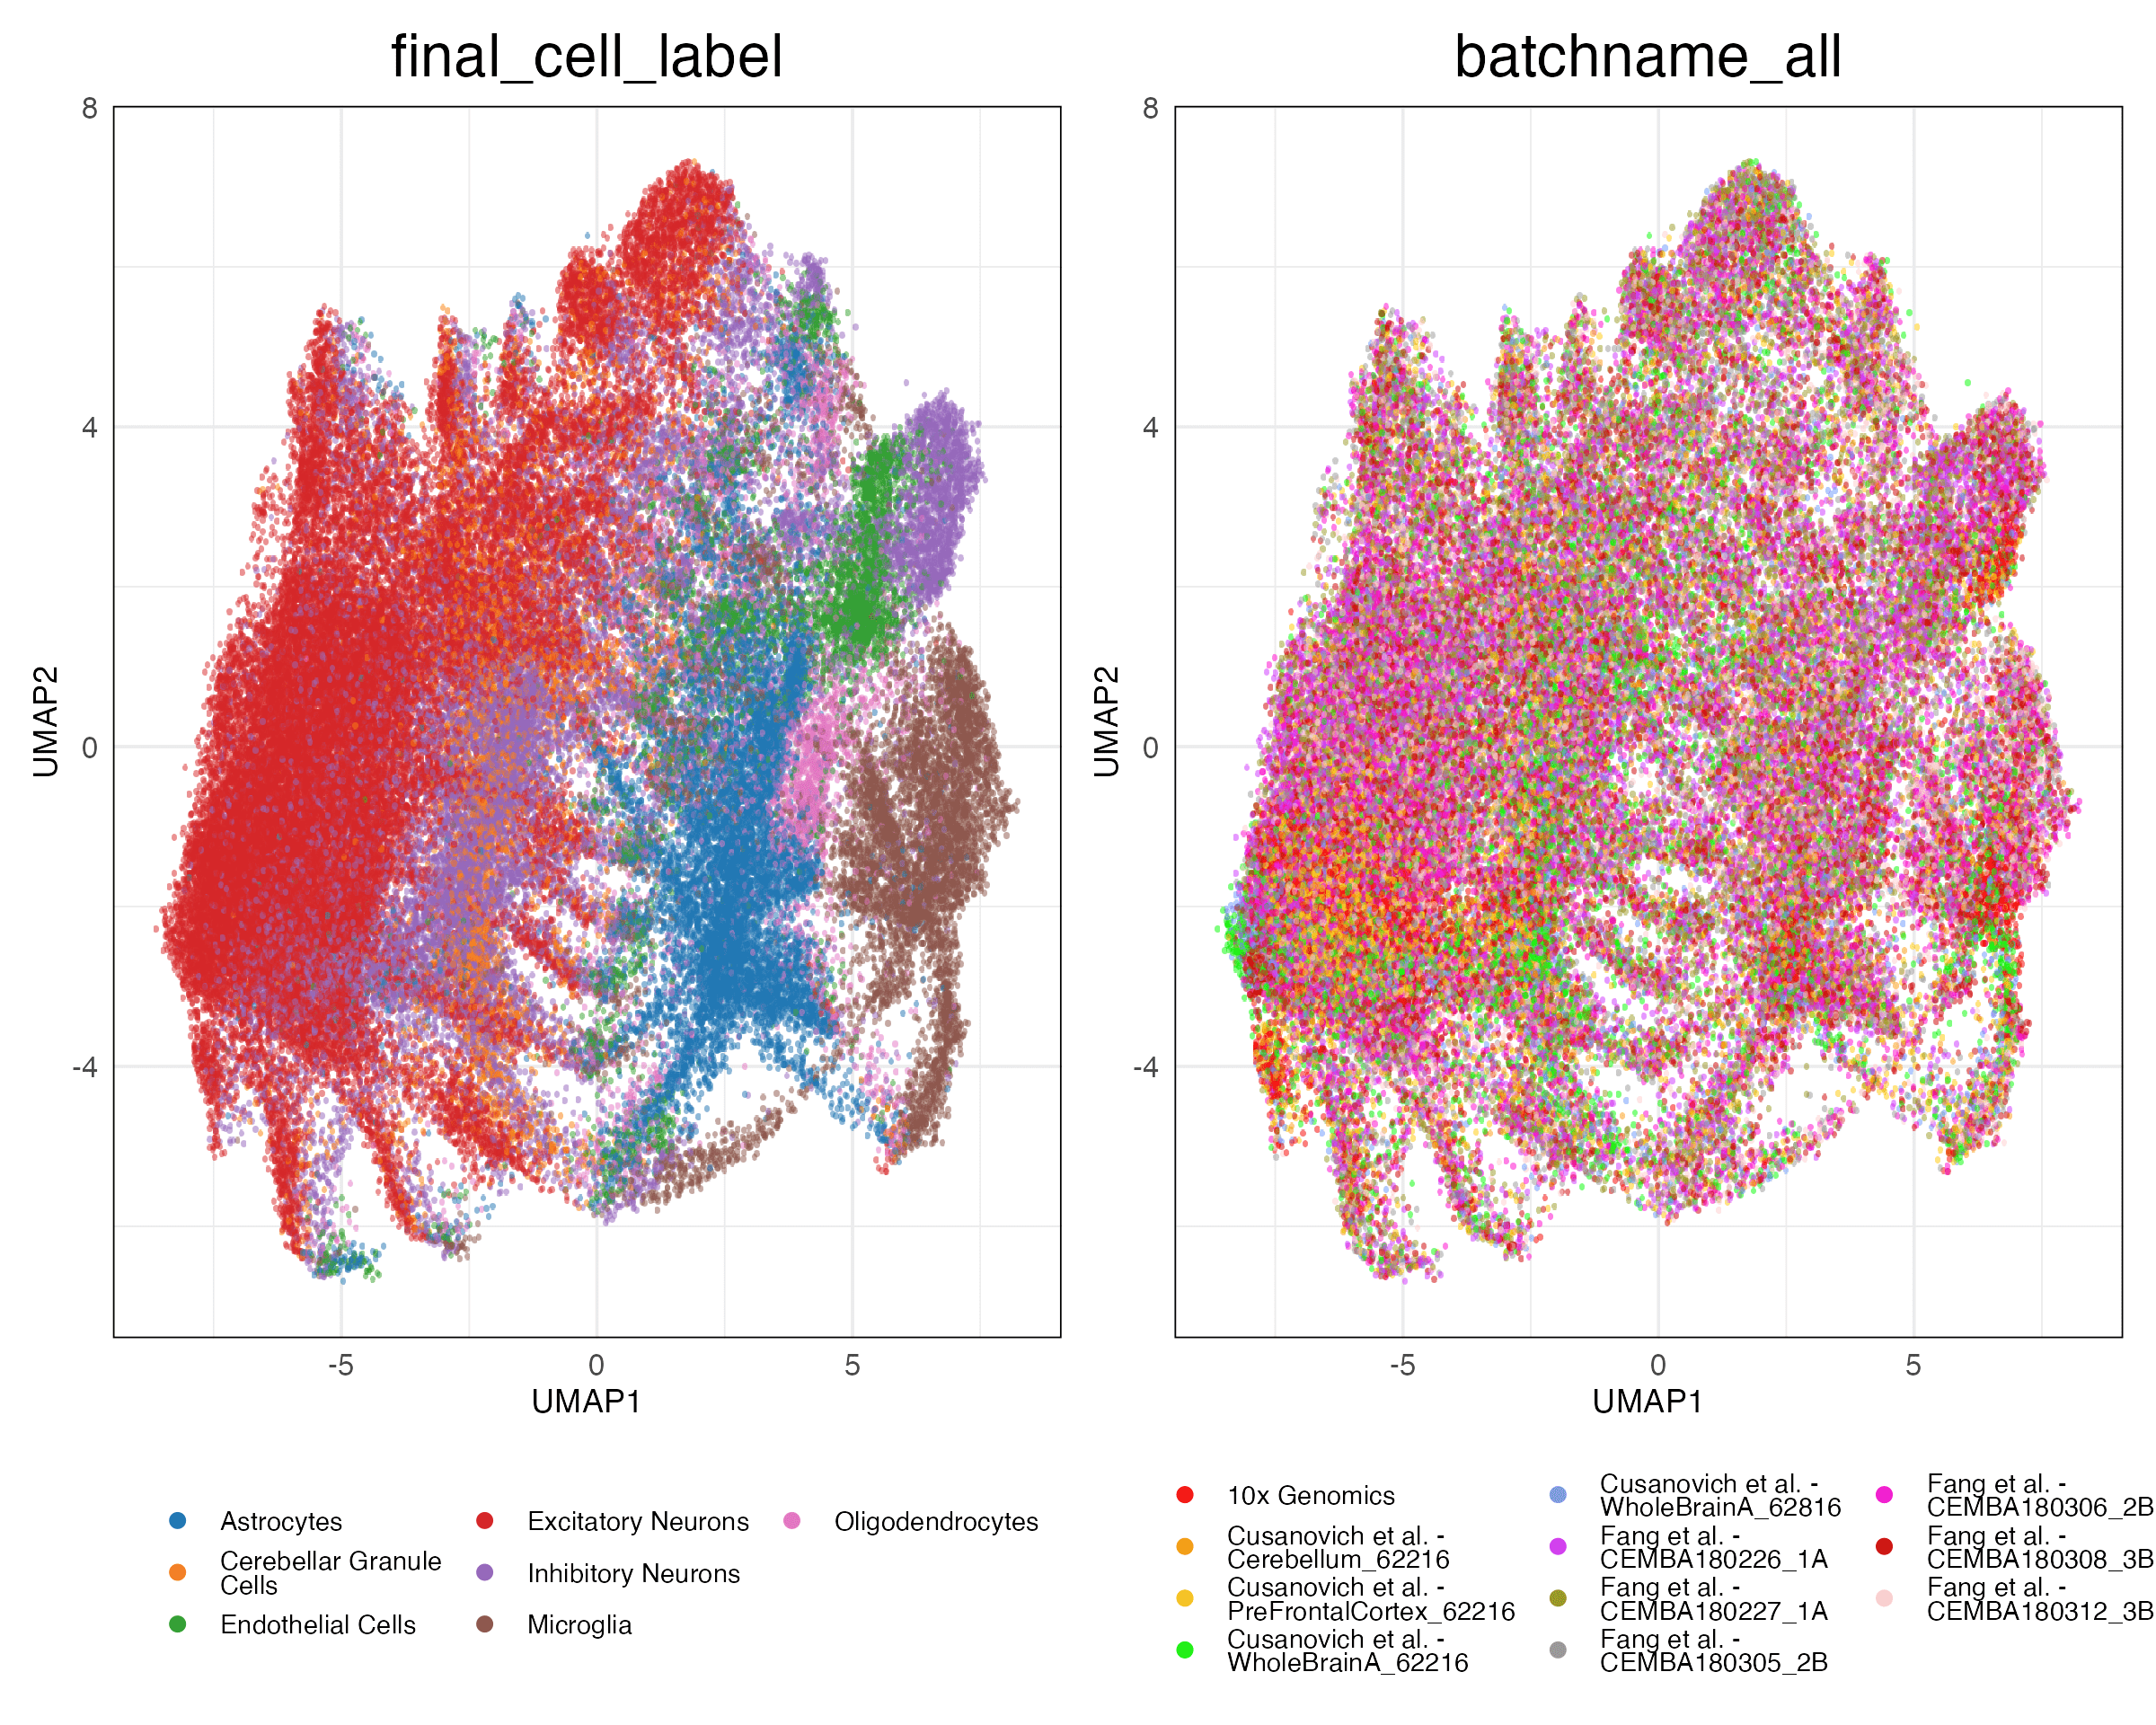 final_cell_label
batchname_all
8
4
0
-4
UMAP2
-5
0
5
UMAP1
8
4
0
-4
UMAP2
-5
0
5
UMAP1
Astrocytes
Cerebellar Granule
Cells
Endothelial Cells
Excitatory Neurons
Inhibitory Neurons
Microglia
Oligodendrocytes
10x Genomics
Cusanovich et al. -
Cerebellum_62216
Cusanovich et al. -
PreFrontalCortex_62216
Cusanovich et al. -
WholeBrainA_62216
Cusanovich et al. -
WholeBrainA_62816
Fang et al. -
CEMBA180226_1A
Fang et al. -
CEMBA180227_1A
Fang et al. -
CEMBA180305_2B
Fang et al. -
CEMBA180306_2B
Fang et al. -
CEMBA180308_3B
Fang et al. -
CEMBA180312_3B